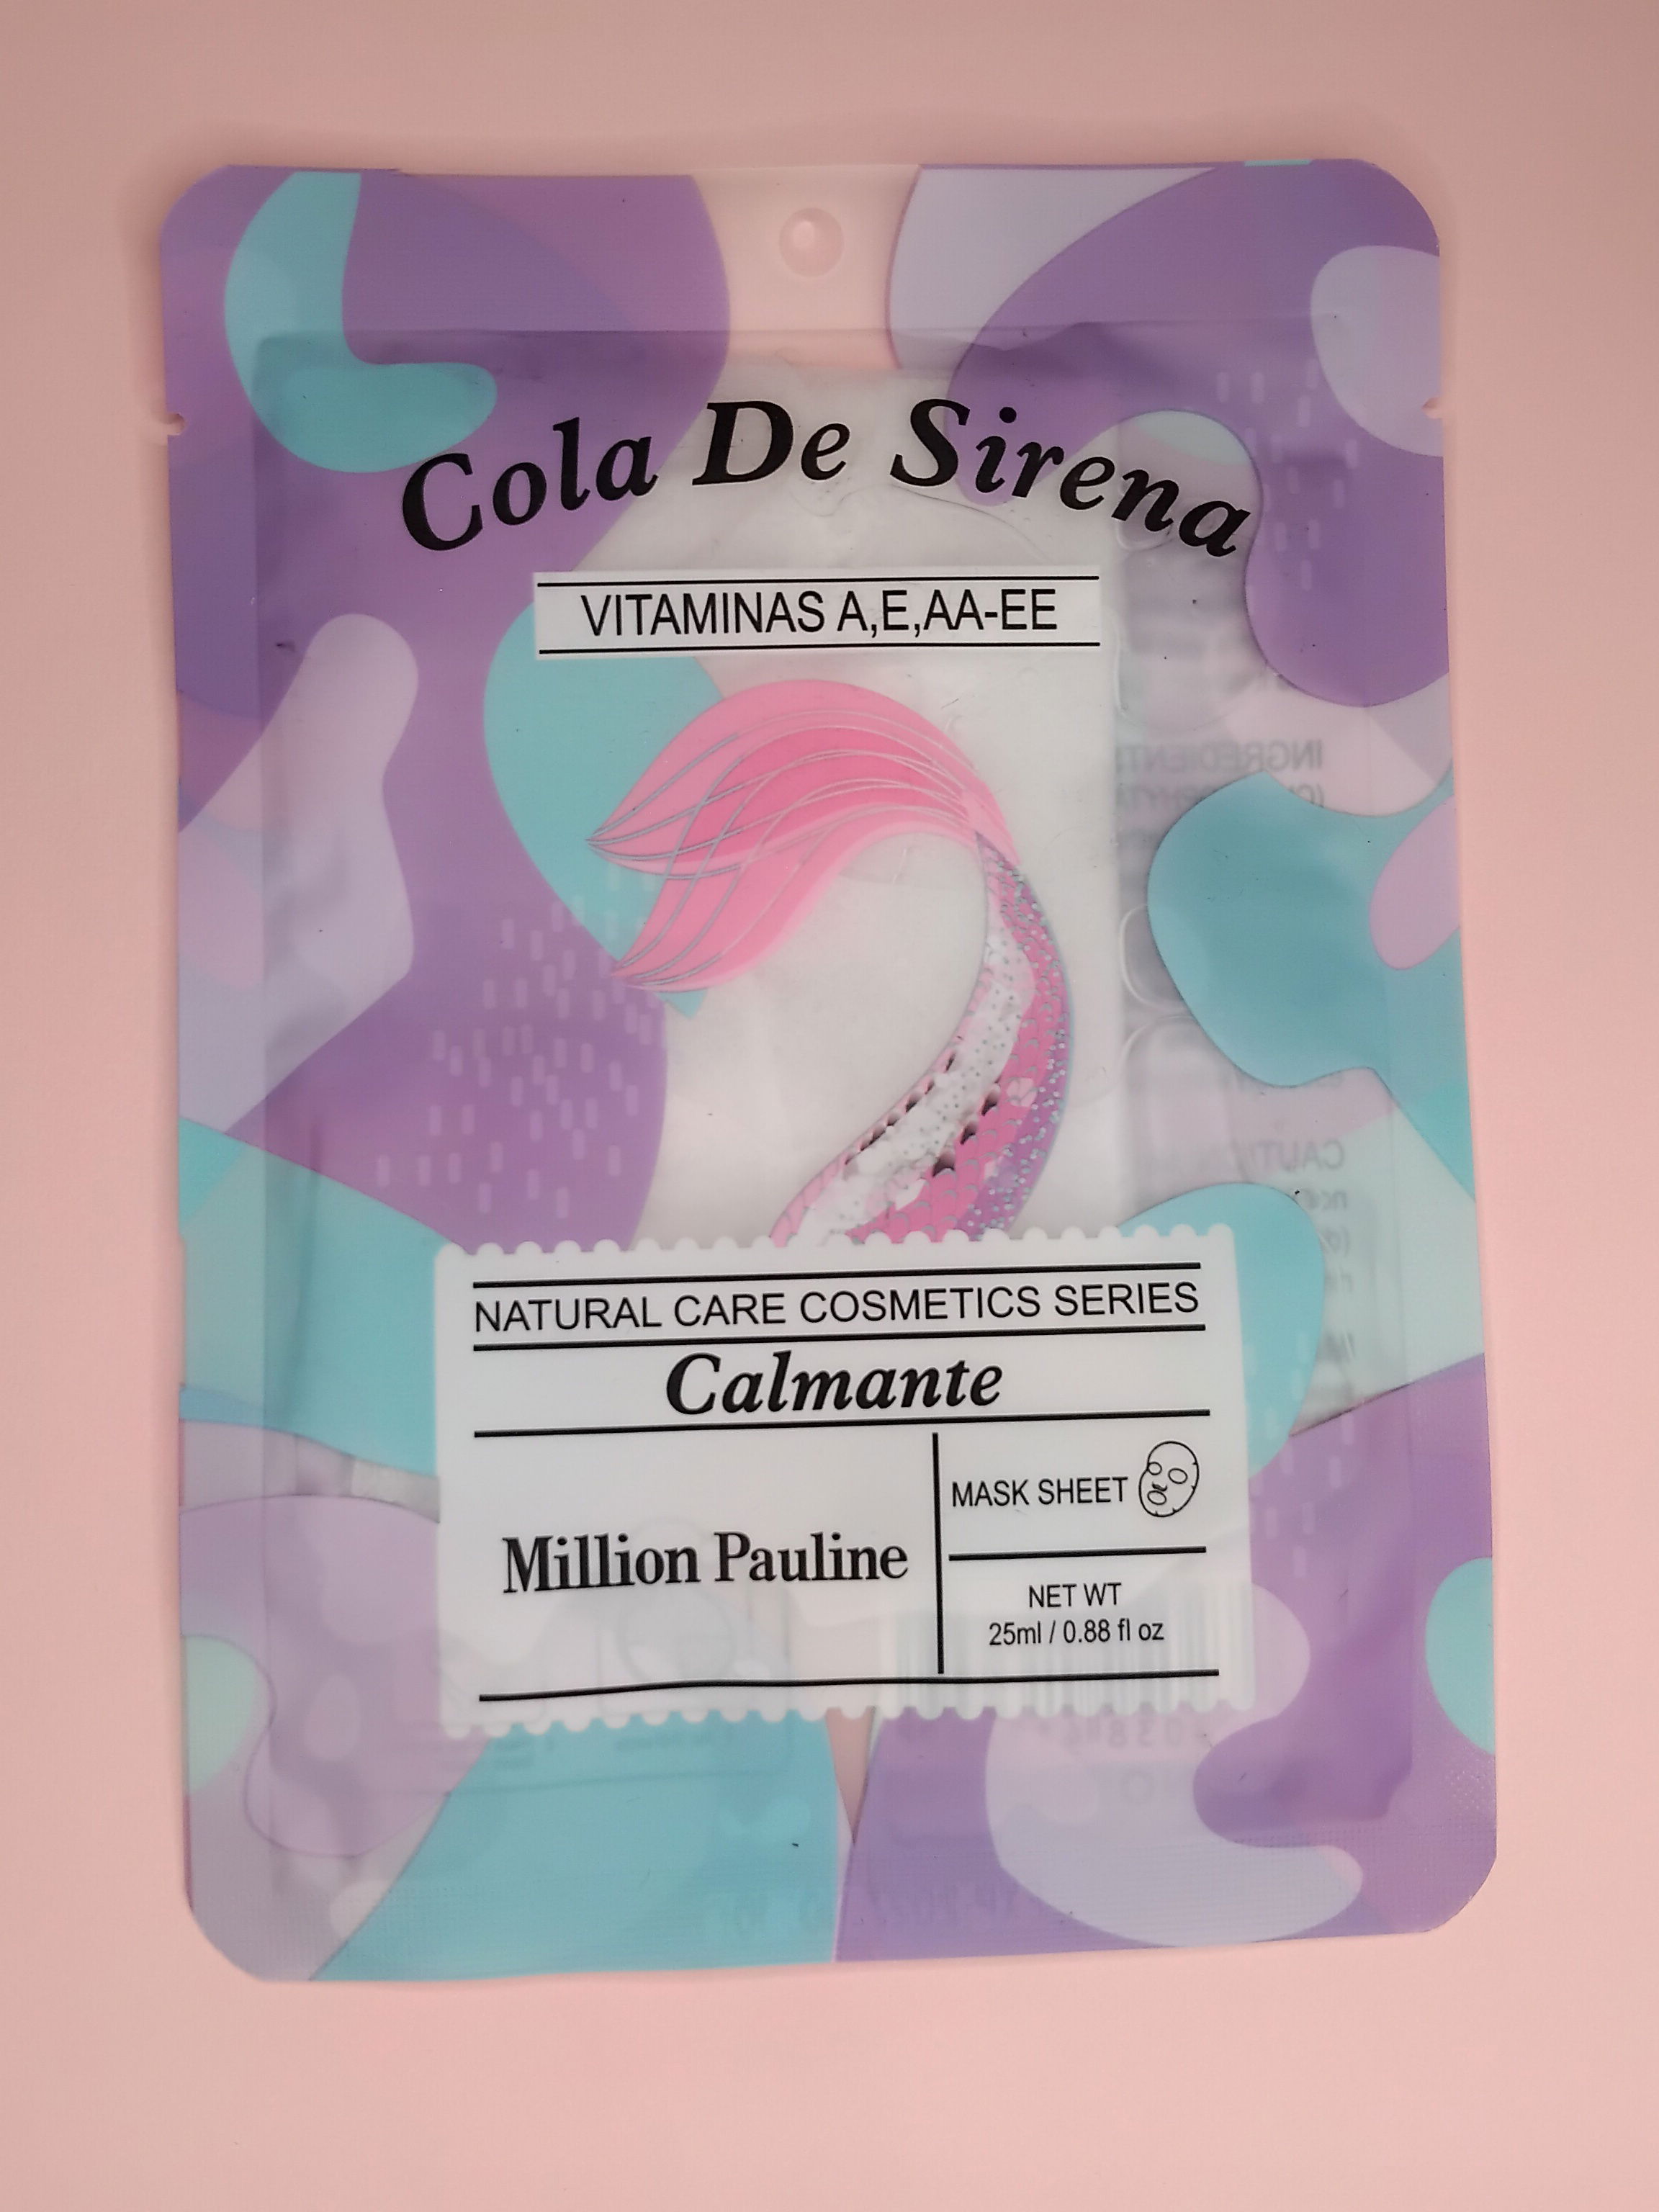 Cola De Sirena
VITAMINAS A,E,AA-EE
NATURAL CARE COSMETICS SERIES
Calmante
Million Pauline
MASK SHEET
NET WT
25ml / 0.88 fl oz